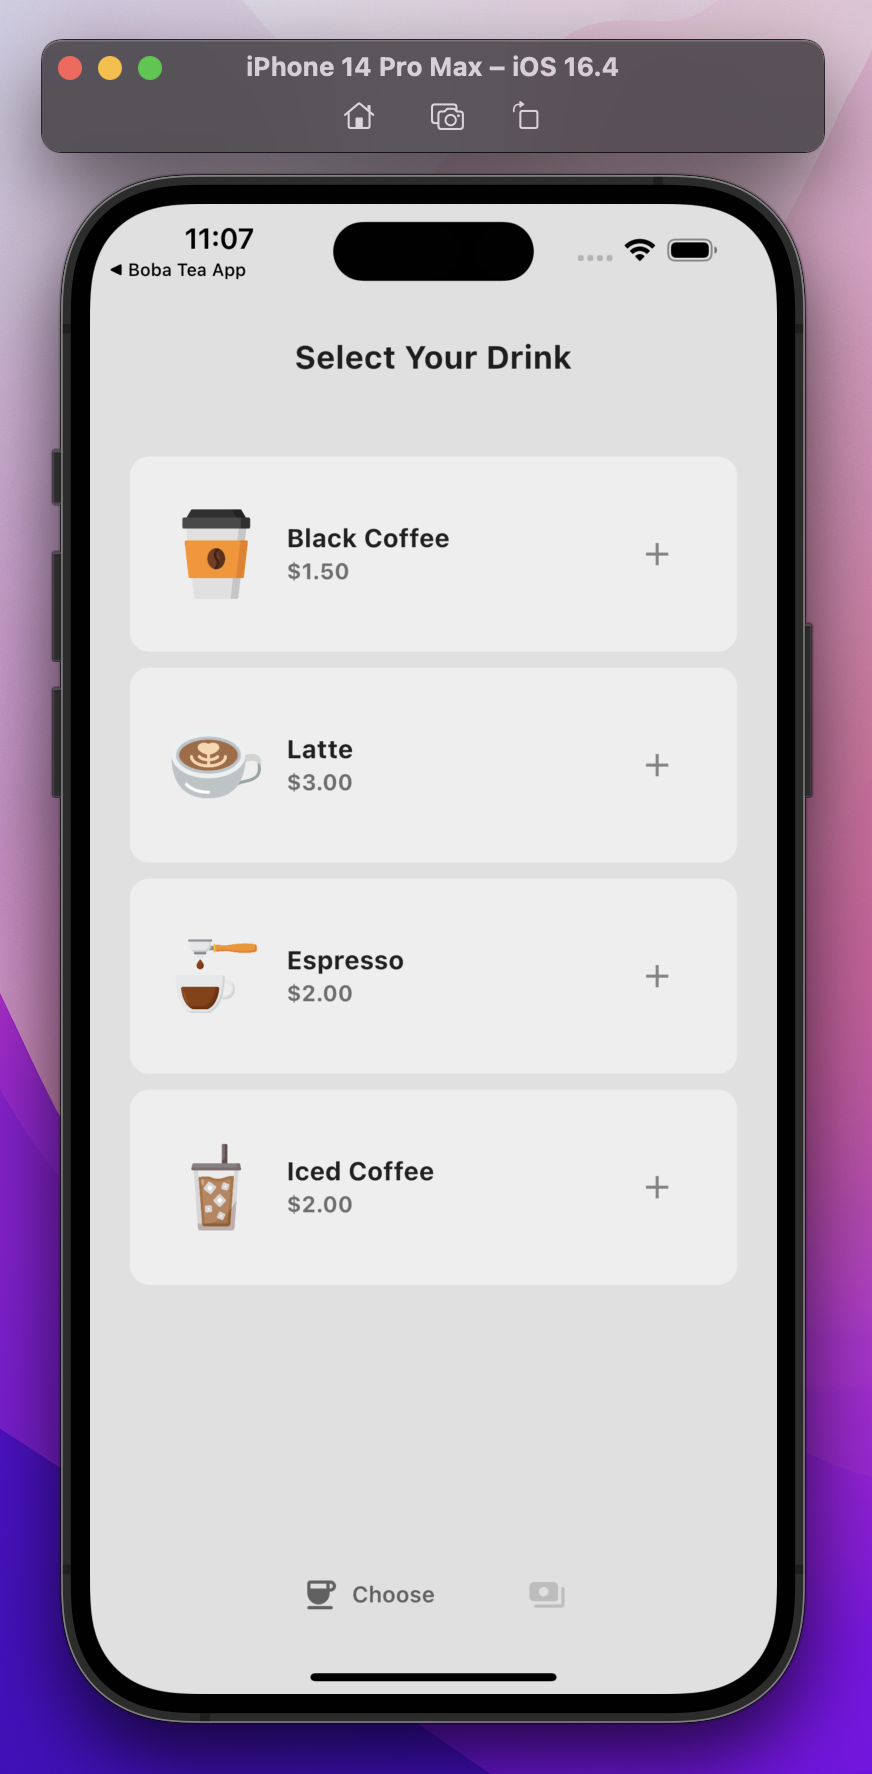 iPhone 14 Pro Max – iOS 16.4
11:07
◀ Boba Tea App
Select Your Drink
Black Coffee
$1.50
Latte
$3.00
Espresso
$2.00
Iced Coffee
$2.00
Choose